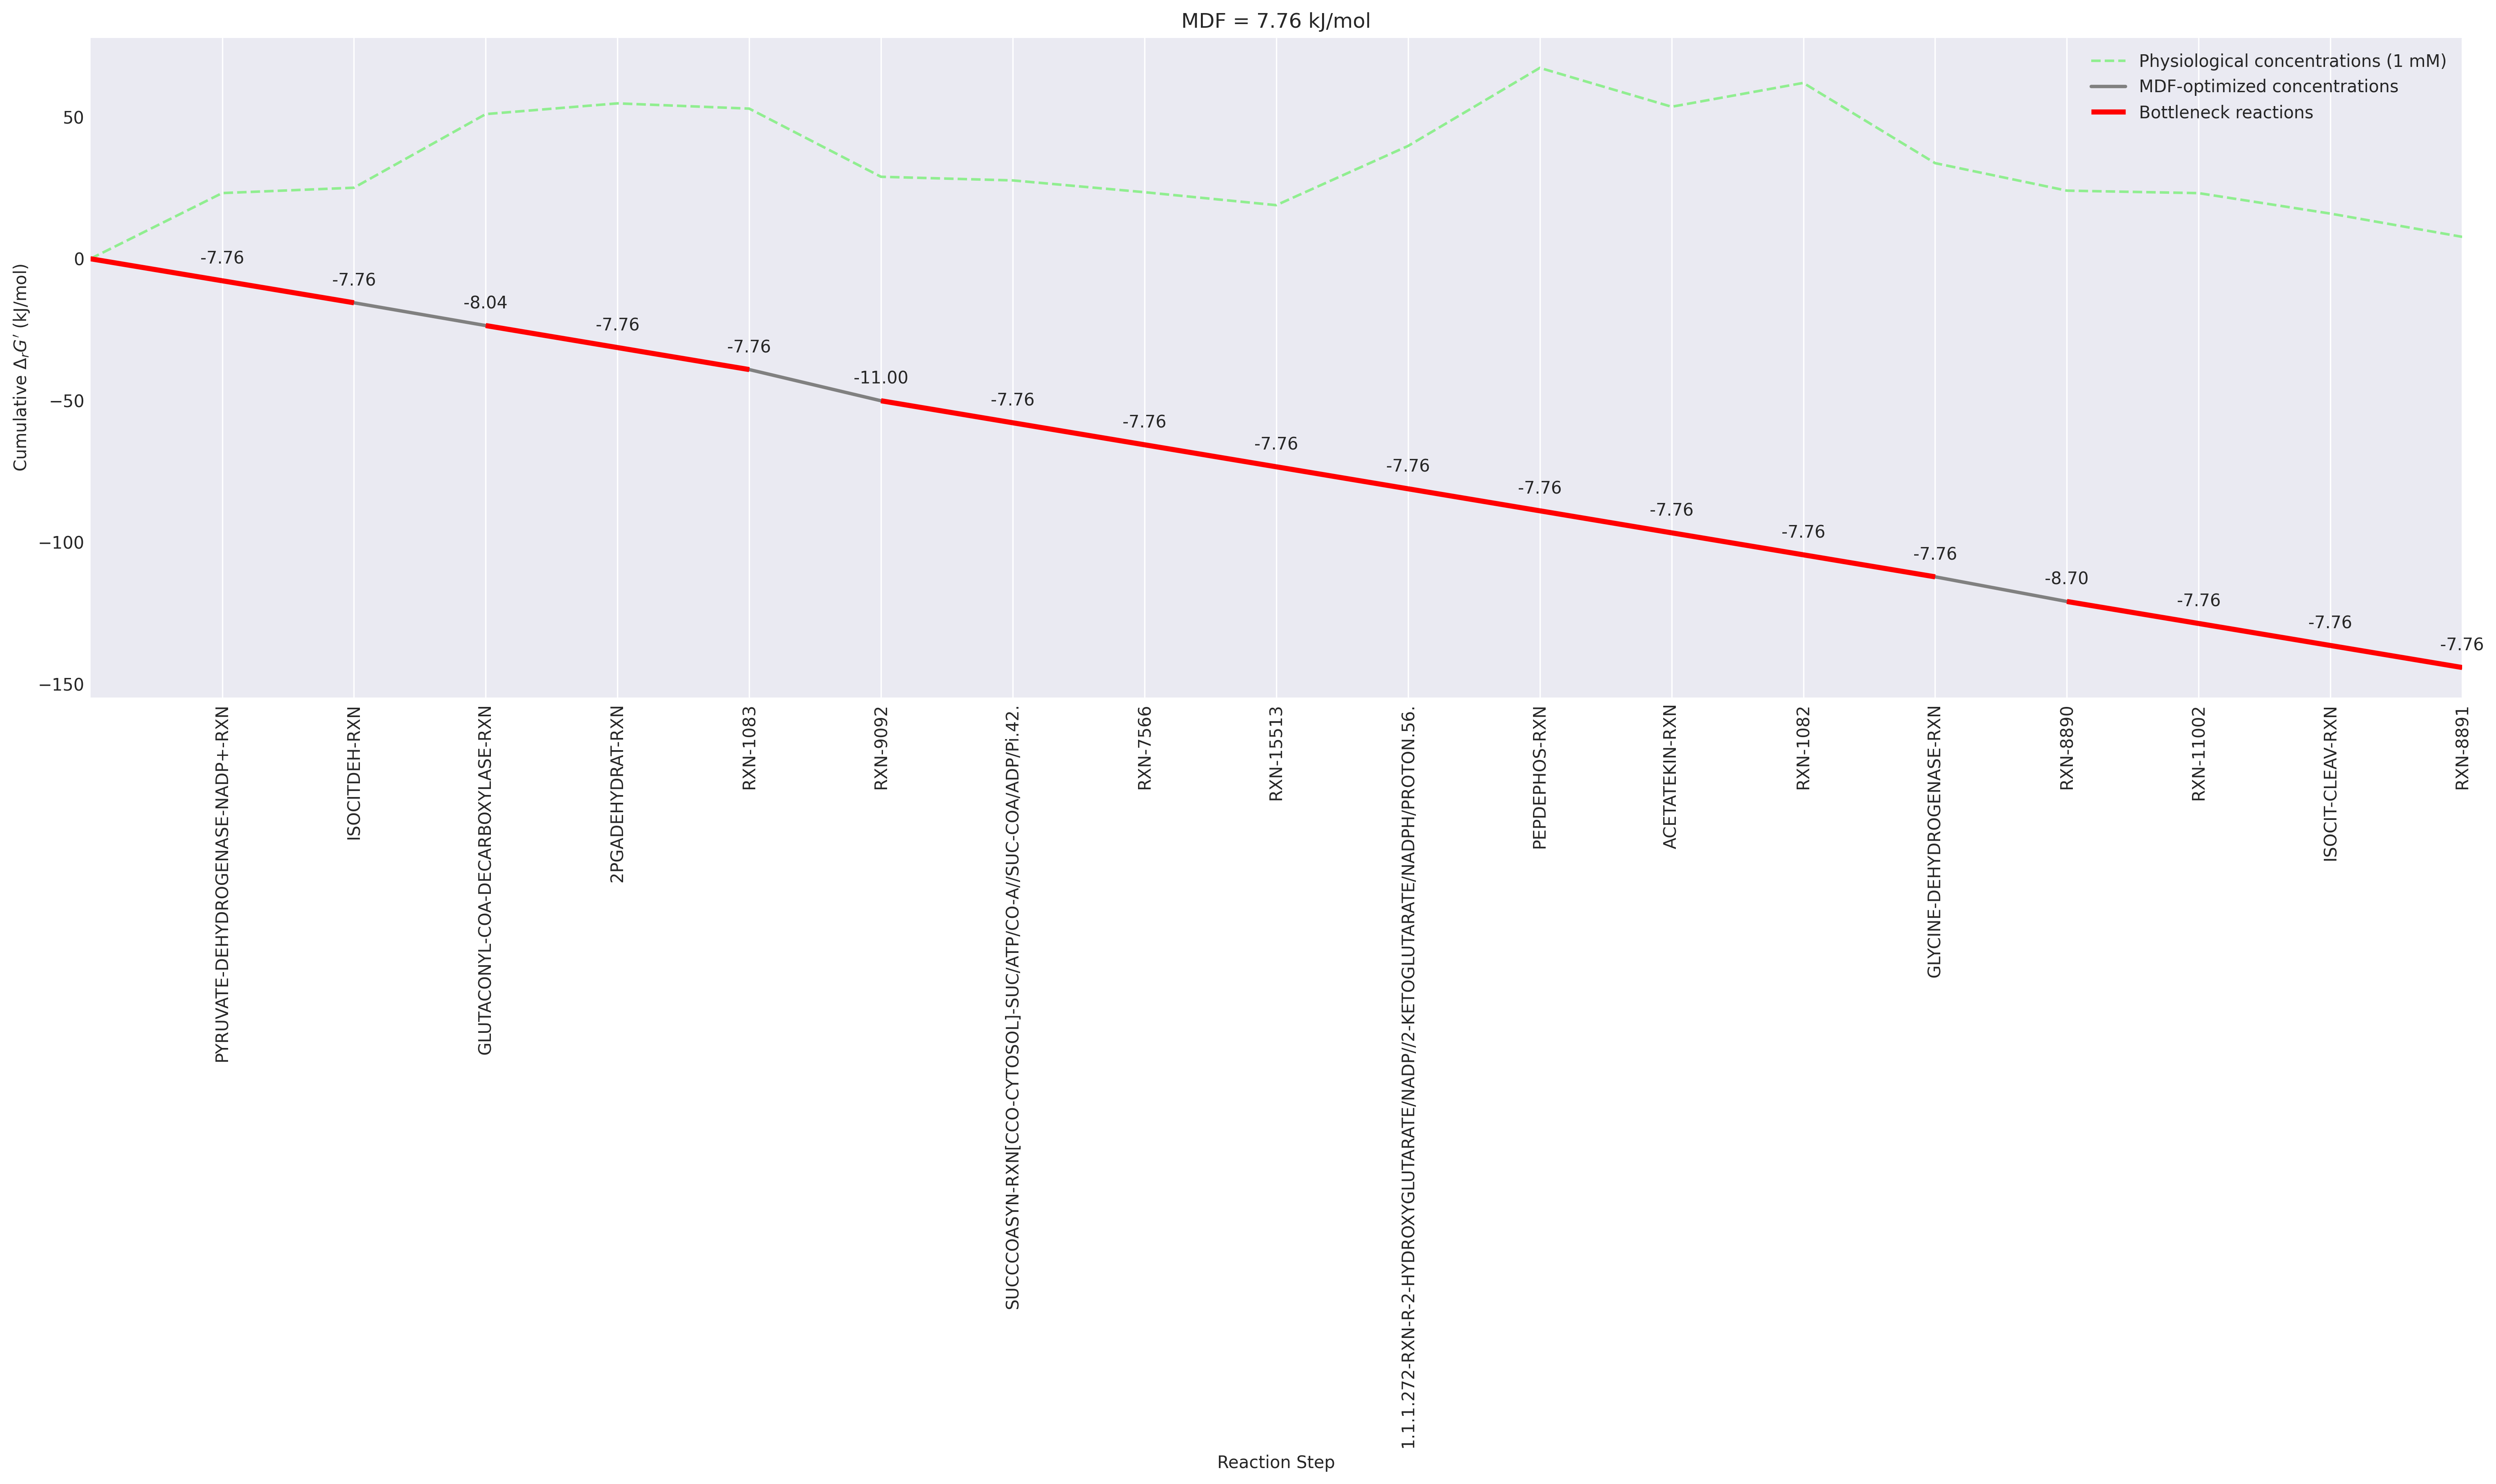 MDF = 7.76 kJ/mol
Physiological concentrations (1 mM)
MDF-optimized concentrations
Bottleneck reactions
Cumulative ΔrG′ (kJ/mol)
50
0
−50
−100
−150
-7.76
-7.76
-8.04
-7.76
-7.76
-11.00
-7.76
-7.76
-7.76
-7.76
-7.76
-7.76
-7.76
-7.76
-8.70
-7.76
-7.76
-7.76
PYRUVATE-DEHYDROGENASE-NADP+-RXN
ISOCITDEH-RXN
GLUTACONYL-COA-DECARBOXYLASE-RXN
2PGADEHYDRAT-RXN
RXN-1083
RXN-9092
SUCCCOASYN-RXN[CCO-CYTOSOL]-SUC/ATP/CO-A//SUC-COA/ADP/Pi.42.
RXN-7566
RXN-15513
1.1.1.272-RXN-R-2-HYDROXYGLUTARATE/NADP//2-KETOGLUTARATE/NADPH/PROTON.56.
PEPDEPHOS-RXN
ACETATEKIN-RXN
RXN-1082
GLYCINE-DEHYDROGENASE-RXN
RXN-8890
RXN-11002
ISOCIT-CLEAV-RXN
RXN-8891
Reaction Step